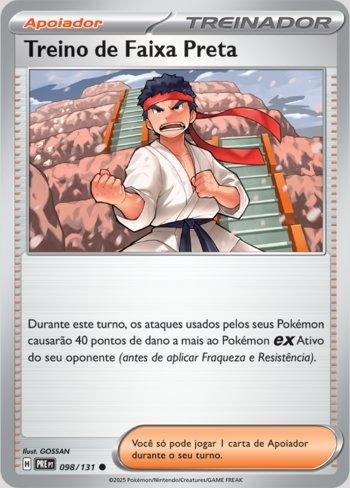 Apoiador
TREINADOR
Treino de Faixa Preta
Durante este turno, os ataques usados pelos seus Pokémon
causarão 40 pontos de dano a mais ao Pokémon ex Ativo
do seu oponente (antes de aplicar Fraqueza e Resistência).
Ilust. GOSSAN
H PRE PT 098/131
Você só pode jogar 1 carta de Apoiador
durante o seu turno.
©2025 Pokémon/Nintendo/Creatures/GAME FREAK